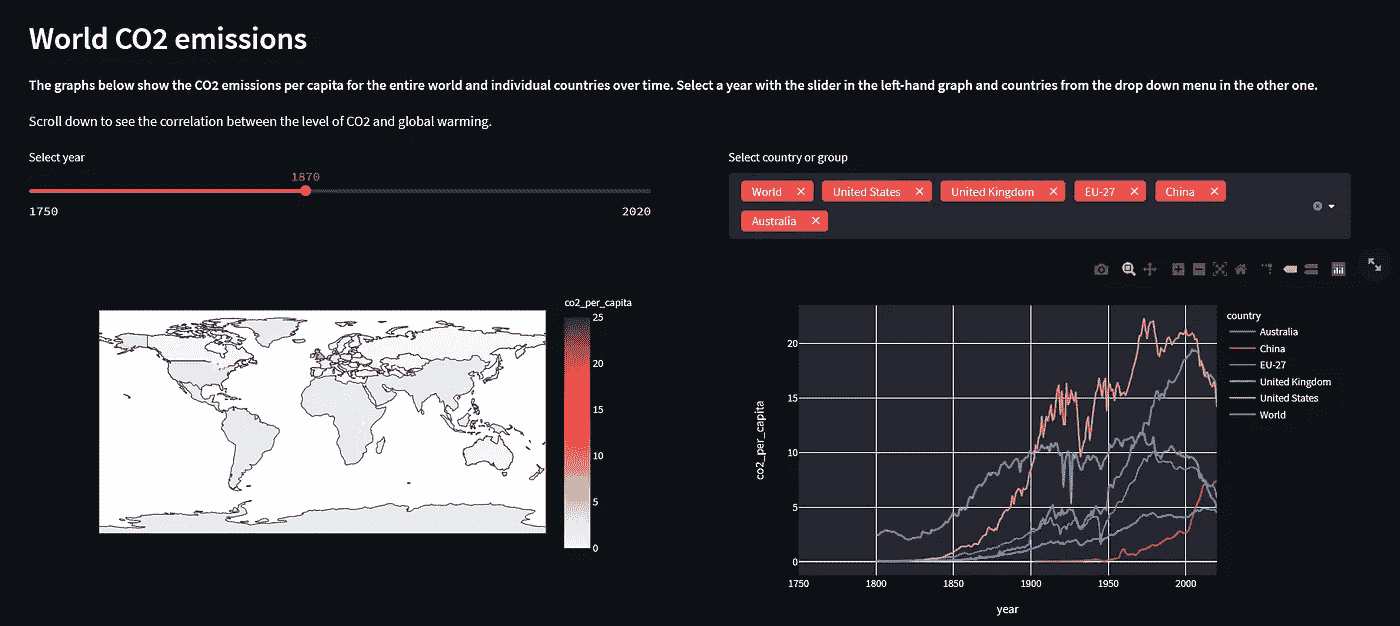 World CO2 emissions
The graphs below show the CO2 emissions per capita for the entire world and individual countries over time. Select a year with the slider in the left-hand graph and countries from the drop down menu in the other one.
Scroll down to see the correlation between the level of CO2 and global warming.
Select year
1870
1750 2020
co2_per_capita
25
20
15
10
5
0
Select country or group
World × United States × United Kingdom × EU-27 × China ×
Australia ×
co2_per_capita
20
15
10
5
0
1750 1800 1850 1900 1950 2000
year
country
Australia
China
EU-27
United Kingdom
United States
World